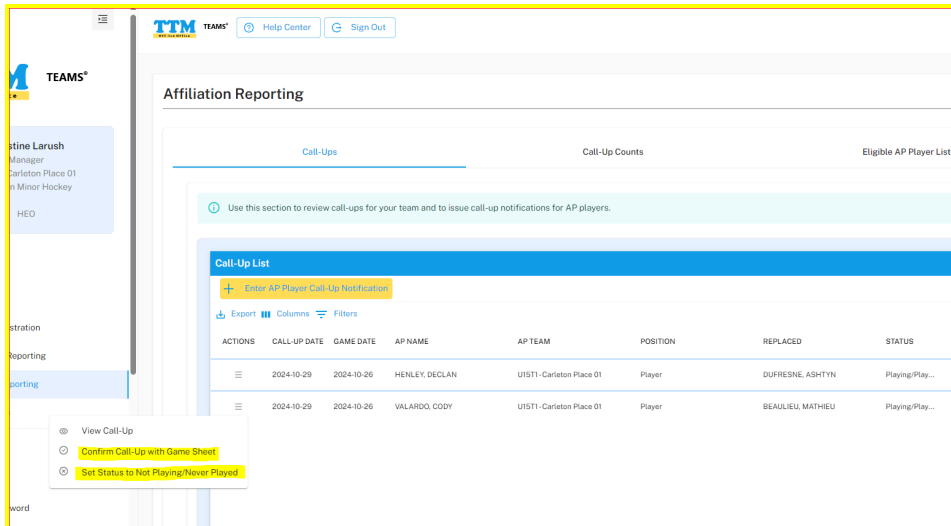 TTM TEAMS® Help Center Sign Out
TEAMS®
Affiliation Reporting
stine Larush
Manager
Carleton Place 01
n Minor Hockey
HEO
stration
Reporting
porting
word
Call-Ups Call-Up Counts Eligible AP Player List
Use this section to review call-ups for your team and to issue call-up notifications for AP players.
Call-Up List
Enter AP Player Call-Up Notification
Export Columns Filters
ACTIONS CALL-UP DATE GAME DATE AP NAME AP TEAM POSITION REPLACED STATUS
2024-10-29 2024-10-26 HENLEY, DECLAN U15T1 - Carleton Place 01 Player DUFRESNE, ASHTYN Playing/Play...
2024-10-29 2024-10-26 VALARDO, CODY U15T1 - Carleton Place 01 Player BEAULIEU, MATHIEU Playing/Play...
View Call-Up
Confirm Call-Up with Game Sheet
Set Status to Not Playing/Never Played